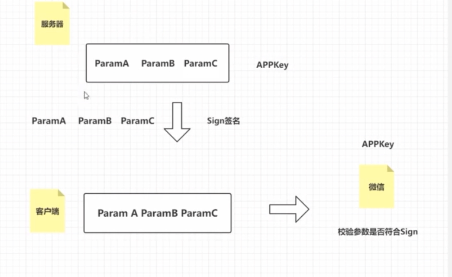 服务器
ParamA ParamB ParamC
APPKey
ParamA ParamB ParamC
Sign签名
APPKey
微信
客户端
Param A ParamB ParamC
校验参数是否符合Sign